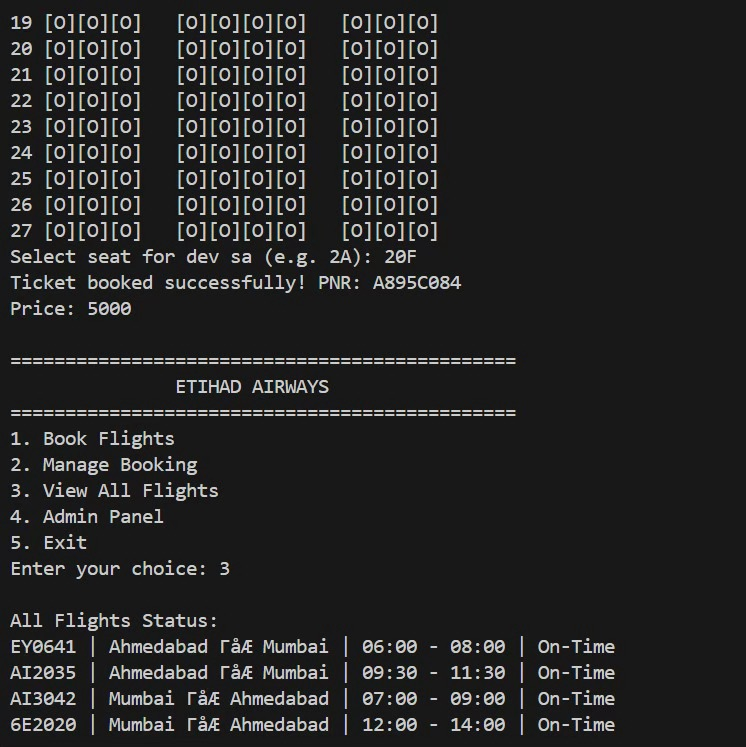 19 [O][O][O]   [O][O][O][O]   [O][O][O]
20 [O][O][O]   [O][O][O][O]   [O][O][O]
21 [O][O][O]   [O][O][O][O]   [O][O][O]
22 [O][O][O]   [O][O][O][O]   [O][O][O]
23 [O][O][O]   [O][O][O][O]   [O][O][O]
24 [O][O][O]   [O][O][O][O]   [O][O][O]
25 [O][O][O]   [O][O][O][O]   [O][O][O]
26 [O][O][O]   [O][O][O][O]   [O][O][O]
27 [O][O][O]   [O][O][O][O]   [O][O][O]
Select seat for dev sa (e.g. 2A): 20F
Ticket booked successfully! PNR: A895C084
Price: 5000
==============================================
ETIHAD AIRWAYS
==============================================
1. Book Flights
2. Manage Booking
3. View All Flights
4. Admin Panel
5. Exit
Enter your choice: 3
All Flights Status:
EY0641 | Ahmedabad ΓåÆ Mumbai | 06:00 - 08:00 | On-Time
AI2035 | Ahmedabad ΓåÆ Mumbai | 09:30 - 11:30 | On-Time
AI3042 | Mumbai ΓåÆ Ahmedabad | 07:00 - 09:00 | On-Time
6E2020 | Mumbai ΓåÆ Ahmedabad | 12:00 - 14:00 | On-Time